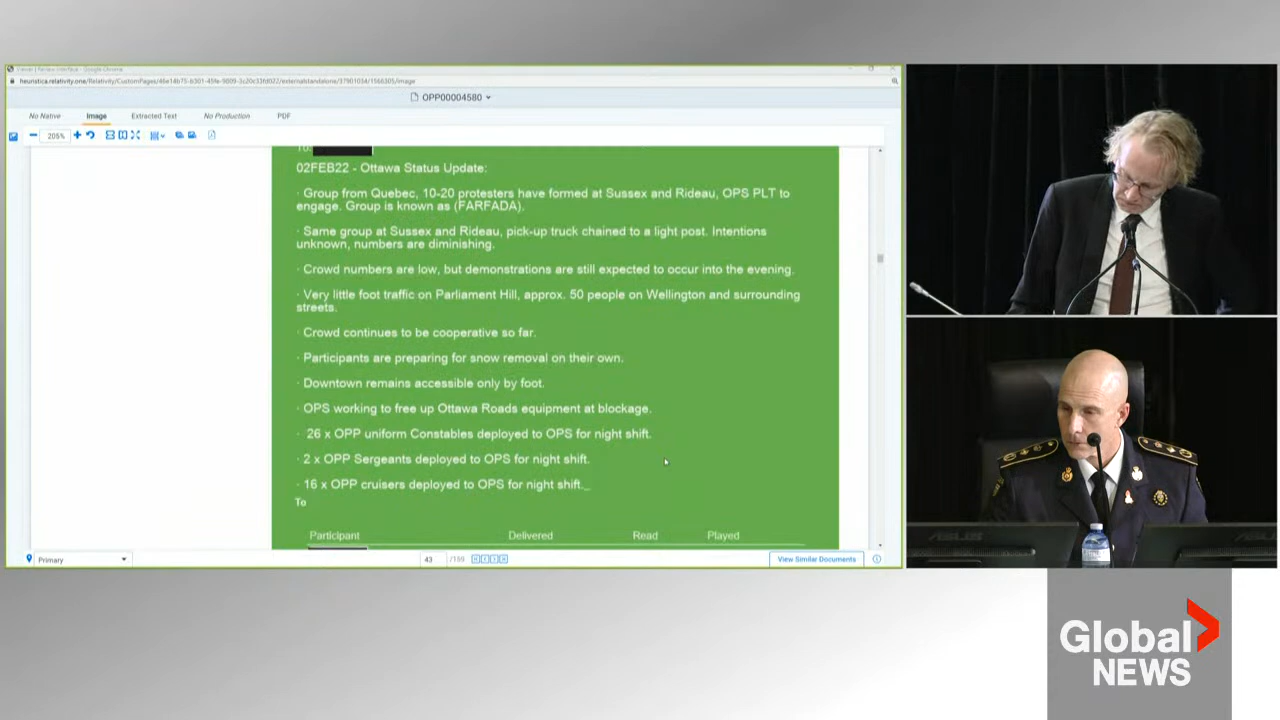 Viewer | Review Interface - Google Chrome
OPP00004580
No Native
Image
Extracted Text
No Production
PDF
205%
To:
02FEB22 - Ottawa Status Update:
· Group from Quebec, 10-20 protesters have formed at Sussex and Rideau, OPS PLT to
engage. Group is known as (FARFADA).
· Same group at Sussex and Rideau, pick-up truck chained to a light post. Intentions
unknown, numbers are diminishing.
· Crowd numbers are low, but demonstrations are still expected to occur into the evening.
· Very little foot traffic on Parliament Hill, approx. 50 people on Wellington and surrounding
streets.
· Crowd continues to be cooperative so far.
· Participants are preparing for snow removal on their own.
· Downtown remains accessible only by foot.
· OPS working to free up Ottawa Roads equipment at blockage.
· 26 x OPP uniform Constables deployed to OPS for night shift.
· 2 x OPP Sergeants deployed to OPS for night shift.
· 16 x OPP cruisers deployed to OPS for night shift._
To
Participant Delivered Read Played
Primary
43 /159
View Similar Documents
ASUS
ASUS
Global
NEWS